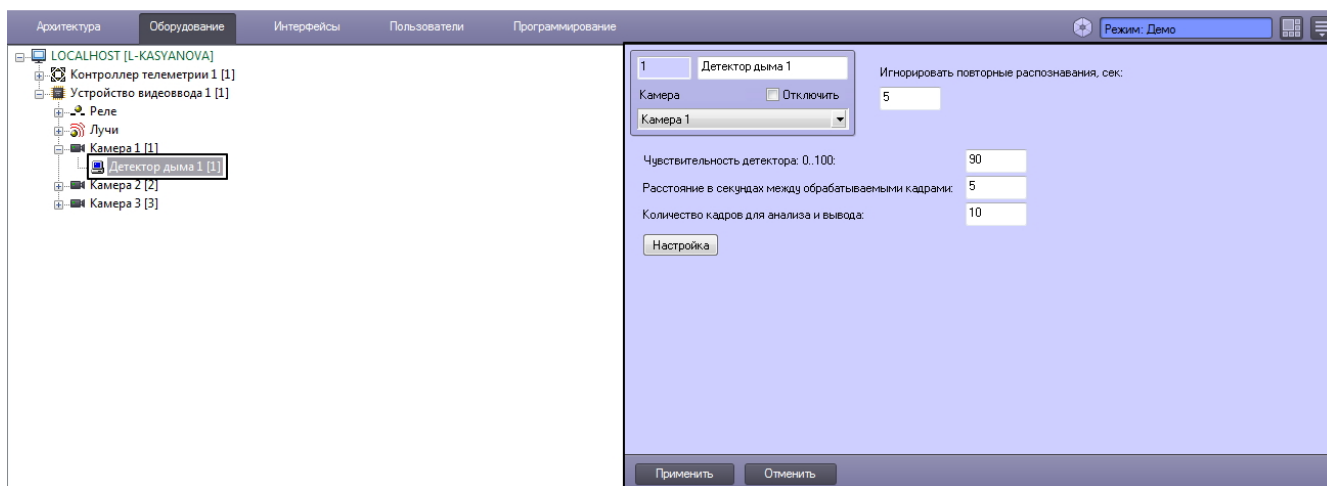 Архитектура Оборудование Интерфейсы Пользователи Программирование Режим: Демо
LOCALHOST [L-KASYANOVA]
Контроллер телеметрии 1 [1]
Устройство видеоввода 1 [1]
Реле
Лучи
Камера 1 [1]
Детектор дыма 1 [1]
Камера 2 [2]
Камера 3 [3]
1 Детектор дыма 1
Камера Отключить
Камера 1
Игнорировать повторные распознавания, сек:
5
Чувствительность детектора: 0..100: 90
Расстояние в секундах между обрабатываемыми кадрами: 5
Количество кадров для анализа и вывода: 10
Настройка
Применить Отменить